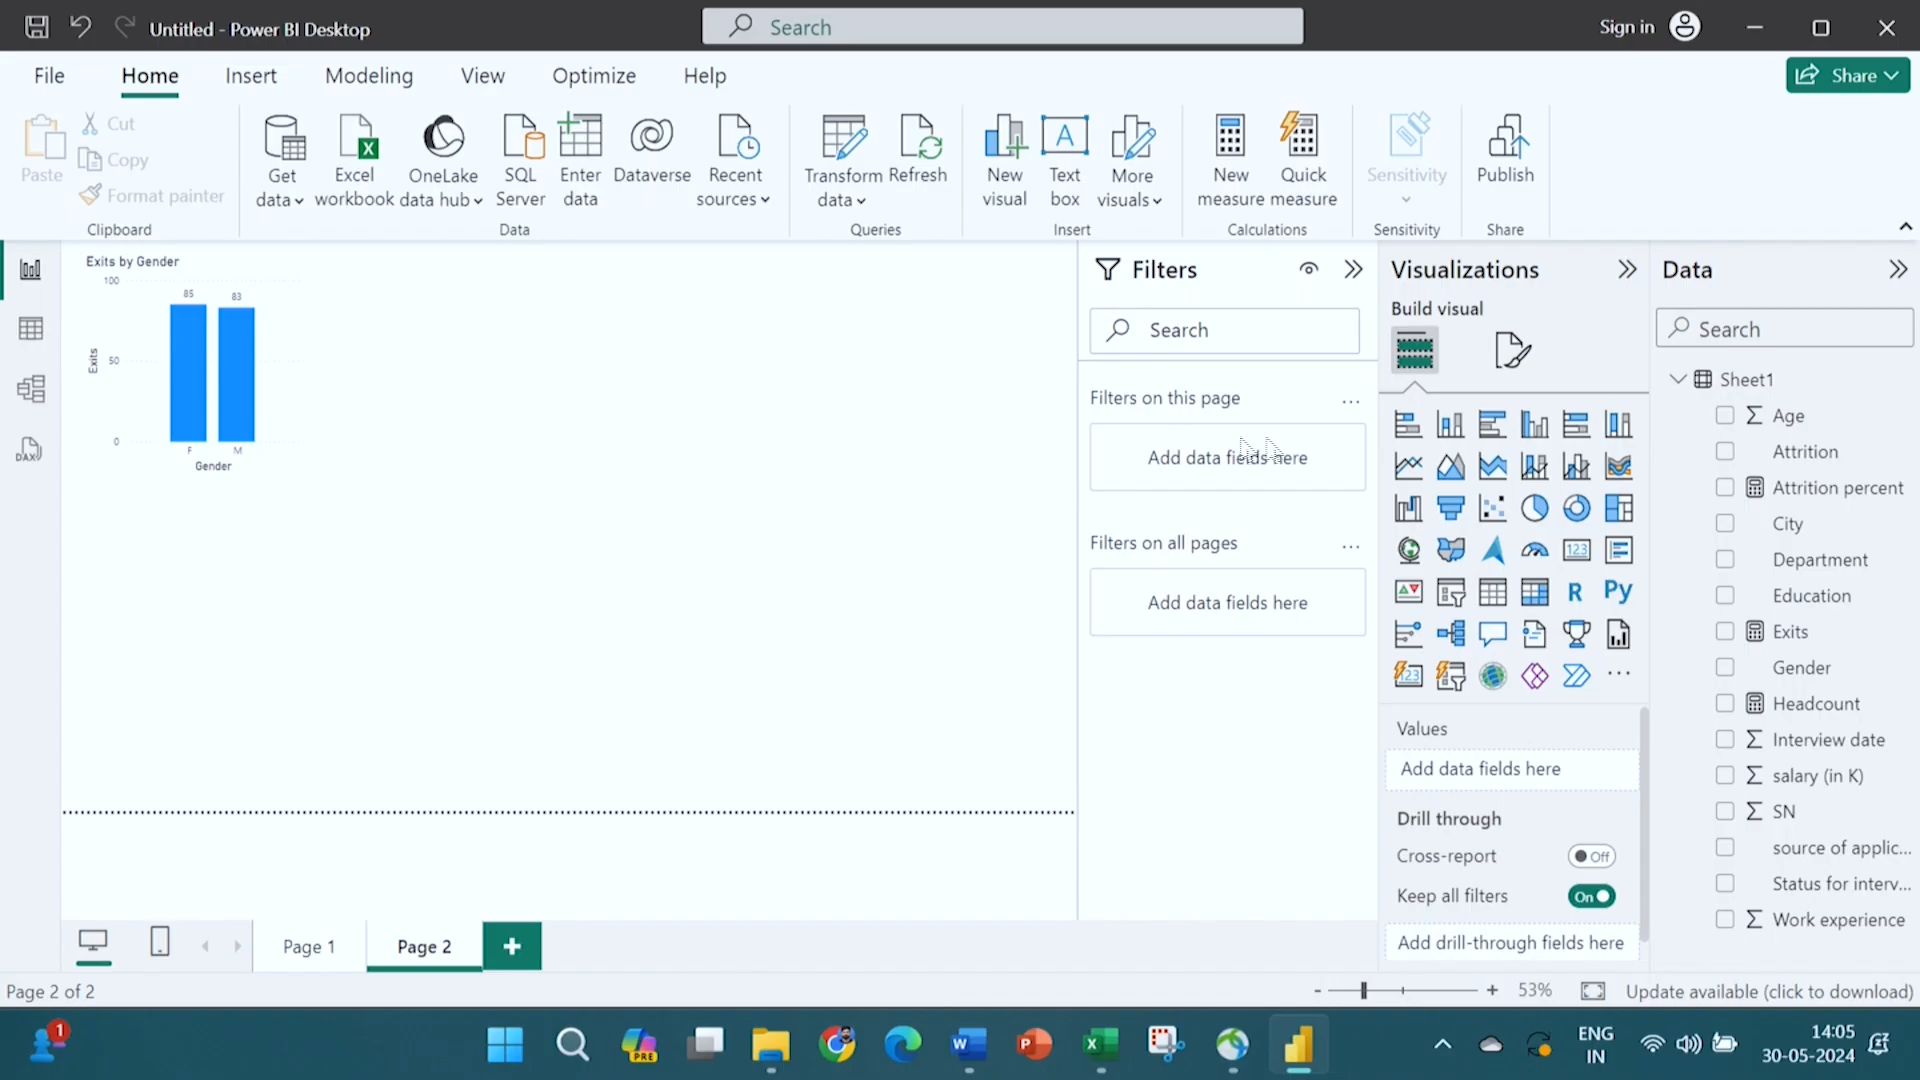 Untitled - Power BI Desktop
Search
Sign in
File
Home
Insert
Modeling
View
Optimize
Help
Share
Paste
Cut
Copy
Format painter
Clipboard
Get
data
Excel
workbook
OneLake
data hub
SQL
Server
Enter
data
Dataverse
Recent
sources
Data
Transform
data
Refresh
Queries
New
visual
A
Text
box
More
visuals
Insert
New
measure
Quick
measure
Calculations
Sensitivity
Sensitivity
Publish
Share
DAX
Exits by Gender
100
50
0
Exits
85
83
F
M
Gender
Filters
Search
Filters on this page
...
Add data fields here
Filters on all pages
...
Add data fields here
Visualizations
Build visual
123
R
Py
123
...
Values
Add data fields here
Drill through
Cross-report
Off
Keep all filters
On
Add drill-through fields here
Data
Search
Sheet1
Σ Age
Attrition
Attrition percent
City
Department
Education
Exits
Gender
Headcount
Σ Interview date
Σ salary (in K)
Σ SN
source of applic...
Status for interv...
Σ Work experience
Page 1
Page 2
+
Page 2 of 2
-
+
53%
Update available (click to download)
1
PRE
W
P
X
ENG
IN
14:05
30-05-2024